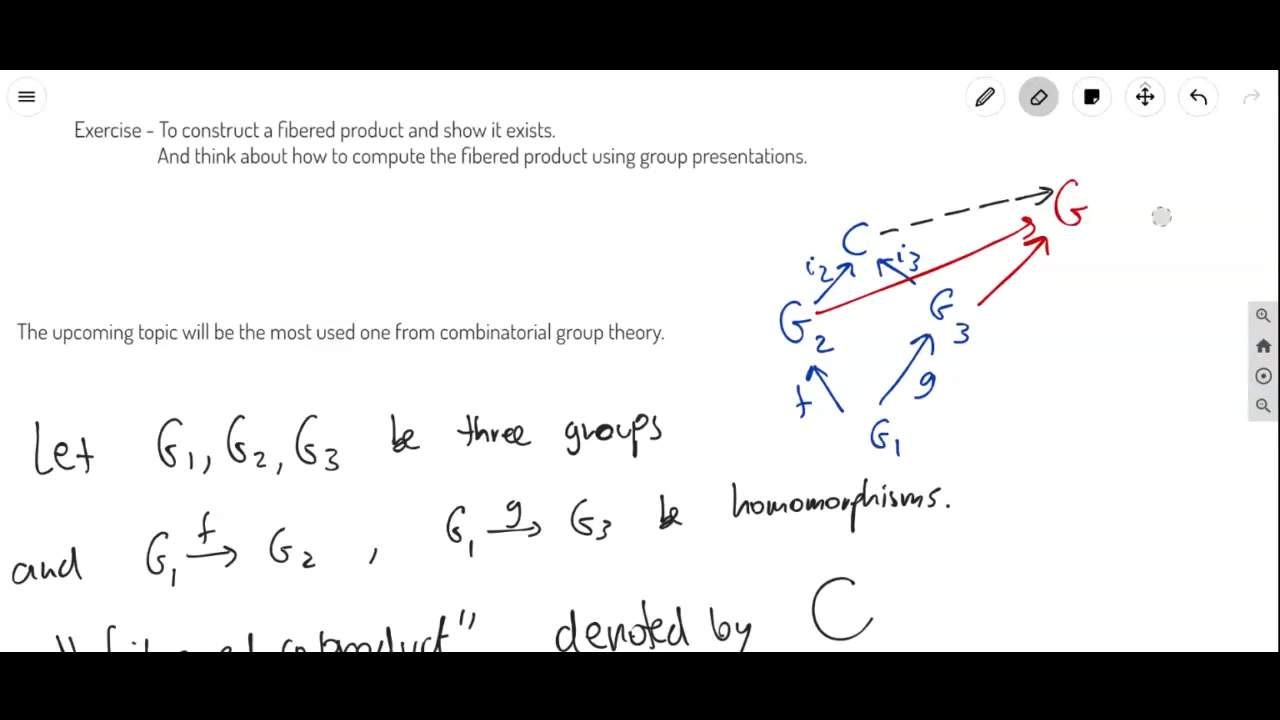 Exercise - To construct a fibered product and show it exists.
And think about how to compute the fibered product using group presentations.
G
C
i₂ i₃
G₂ G₃
The upcoming topic will be the most used one from combinatorial group theory.
f g
G₁
Let G₁, G₂, G₃ be three groups
and G₁ →f G₂ , G₁ →g G₃ be homomorphisms.
coproduct" denoted by C